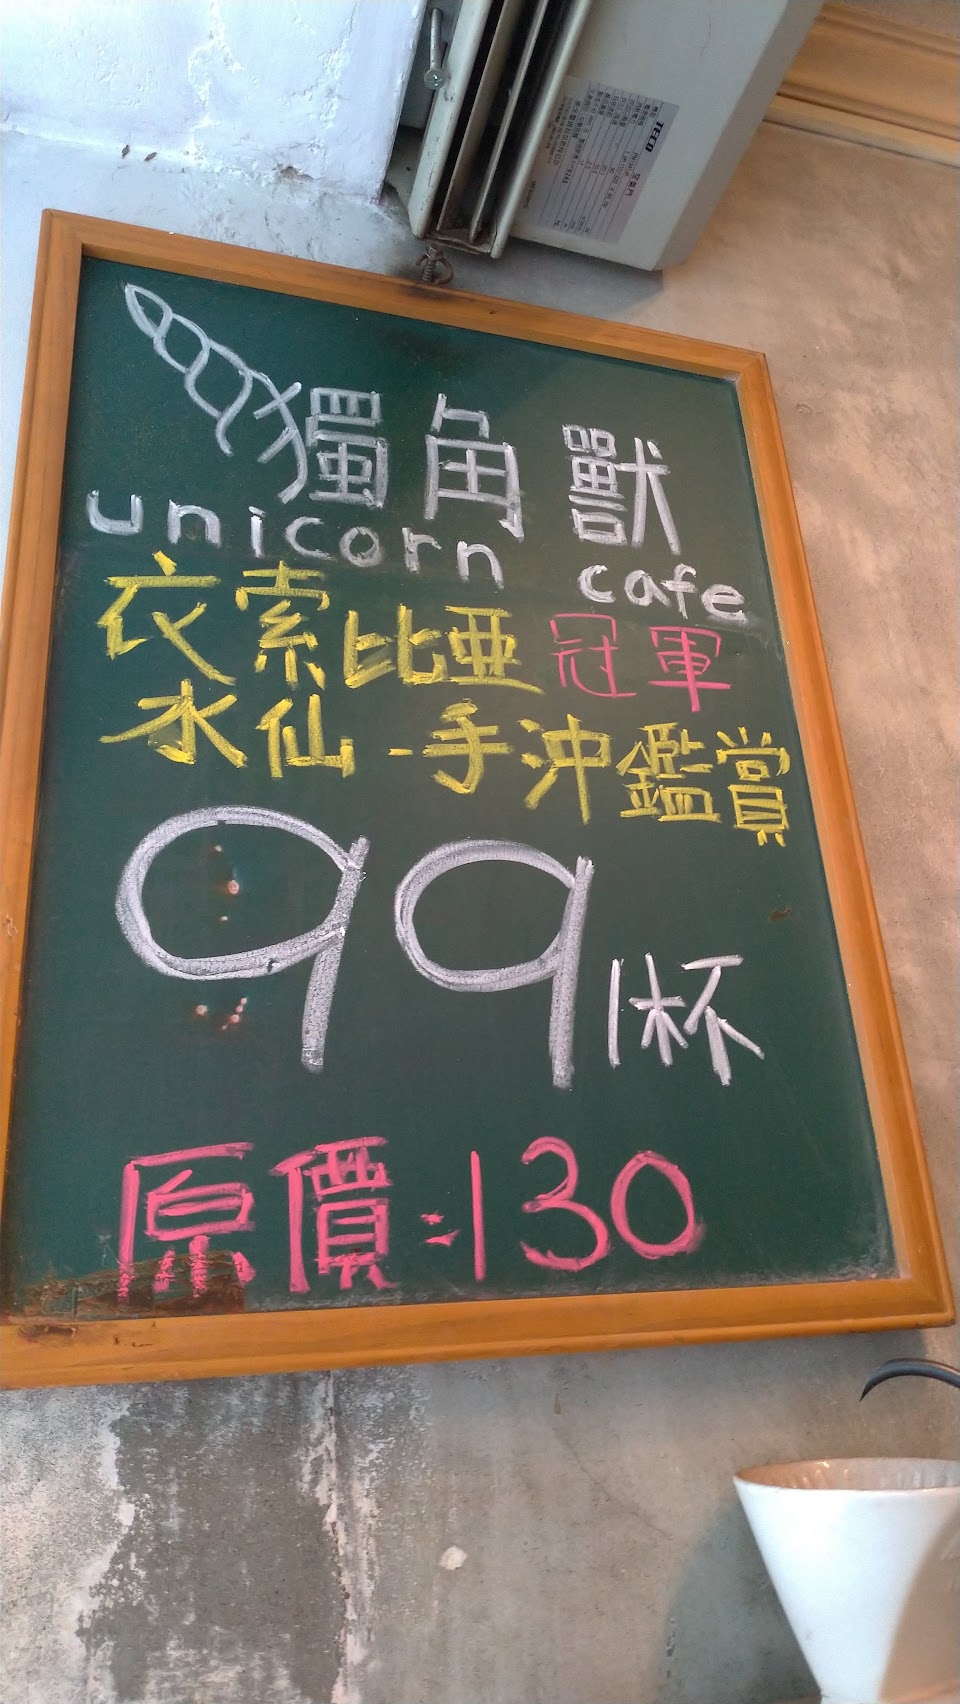 TECO
獨角獸
unicorn cafe
衣索比亞 冠軍
水仙-手沖鑑賞
99 1杯
原價:130